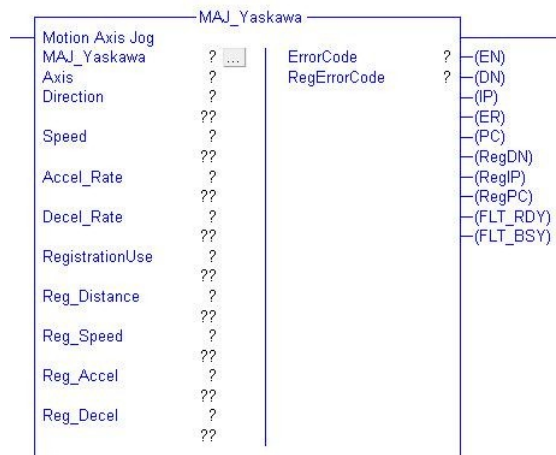 MAJ_Yaskawa
Motion Axis Jog
MAJ_Yaskawa ? ... ErrorCode ? (EN)
Axis ? RegErrorCode ? (DN)
Direction ? (IP)
?? (ER)
Speed ? (PC)
?? (RegDN)
Accel_Rate ? (RegIP)
?? (RegPC)
Decel_Rate ? (FLT_RDY)
?? (FLT_BSY)
RegistrationUse ?
??
Reg_Distance ?
??
Reg_Speed ?
??
Reg_Accel ?
??
Reg_Decel ?
??